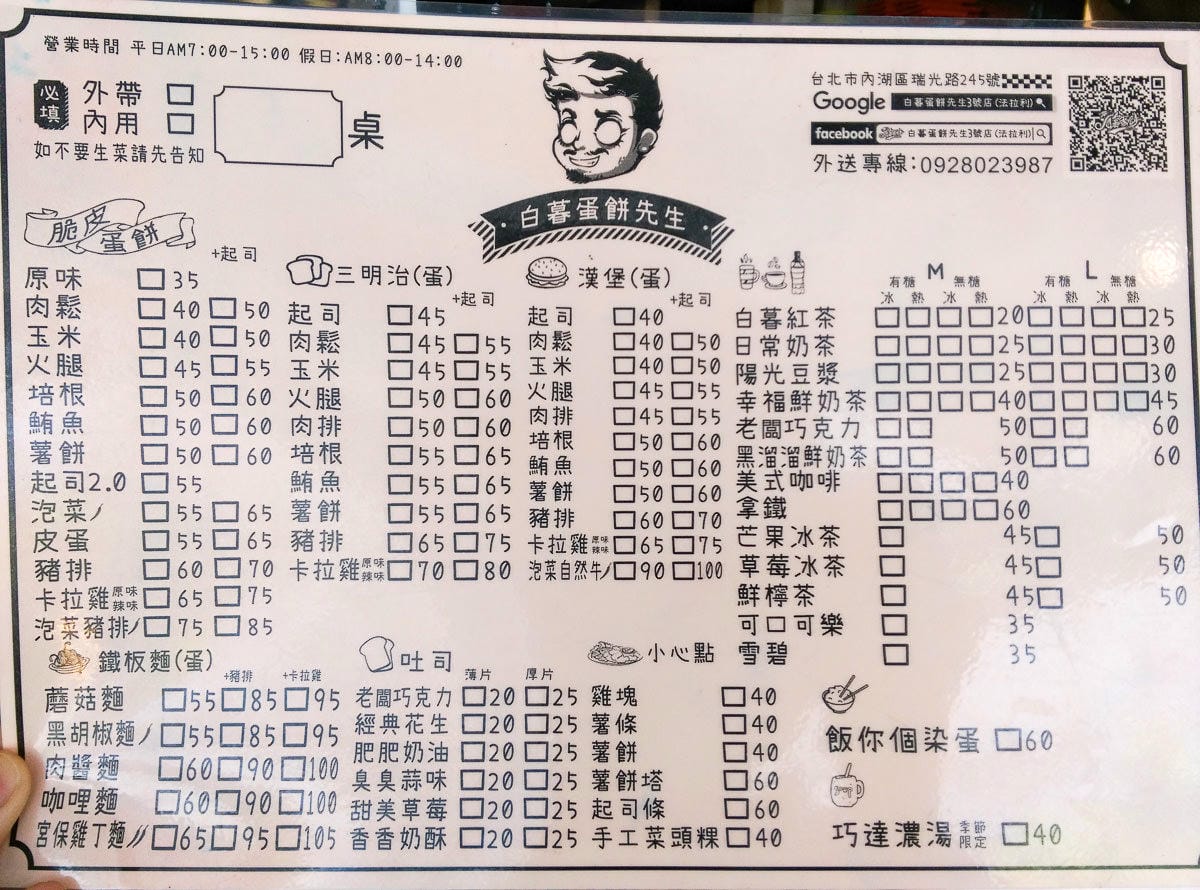 營業時間 平日AM7:00-15:00 假日:AM8:00-14:00
必填 外帶 □
內用 □
桌
如不要生菜請先告知
台北市內湖區瑞光路245號
Google 白暮蛋餅先生3號店(法拉利)
facebook 白暮蛋餅先生3號店(法拉利)
外送專線:0928023987
白暮蛋餅先生
脆皮蛋餅
+起司
原味 □35
肉鬆 □40 □50
玉米 □40 □50
火腿 □45 □55
培根 □50 □60
鮪魚 □50 □60
薯餅 □50 □60
起司2.0 □55
泡菜 □55 □65
皮蛋 □55 □65
豬排 □60 □70
卡拉雞 原味 辣味 □65 □75
泡菜豬排 □75 □85
三明治(蛋)
+起司
起司 □45
肉鬆 □45 □55
玉米 □45 □55
火腿 □50 □60
肉排 □50 □60
培根 □55 □65
鮪魚 □55 □65
薯餅 □55 □65
豬排 □65 □75
卡拉雞 原味 辣味 □70 □80
漢堡(蛋)
+起司
起司 □40
肉鬆 □40 □50
玉米 □40 □50
火腿 □45 □55
肉排 □45 □55
培根 □50 □60
鮪魚 □50 □60
薯餅 □50 □60
豬排 □60 □70
卡拉雞 原味 辣味 □65 □75
泡菜自然牛 □90 □100
M L
有糖 無糖 有糖 無糖
冰 熱 冰 熱 冰 熱 冰 熱
白暮紅茶 □□□□20 □□□□25
日常奶茶 □□□□25 □□□□30
陽光豆漿 □□□□25 □□□□30
幸福鮮奶茶 □□□□40 □□□□45
老闆巧克力 □□ 50 □□ 60
黑溜溜鮮奶茶 □□ 50 □□ 60
美式咖啡 □□□□40
拿鐵 □□□□60
芒果冰茶 □ 45 □ 50
草莓冰茶 □ 45 □ 50
鮮檸茶 □ 45 □ 50
可口可樂 □ 35
雪碧 □ 35
鐵板麵(蛋)
+豬排 +卡拉雞
蘑菇麵 □55 □85 □95
黑胡椒麵 □55 □85 □95
肉醬麵 □60 □90 □100
咖哩麵 □60 □90 □100
宮保雞丁麵 □65 □95 □105
吐司
薄片 厚片
老闆巧克力 □20 □25
經典花生 □20 □25
肥肥奶油 □20 □25
臭臭蒜味 □20 □25
甜美草莓 □20 □25
香香奶酥 □20 □25
小心點
雞塊 □40
薯條 □40
薯餅 □40
薯餅塔 □60
起司條 □60
手工菜頭粿 □40
飯你個染蛋 □60
巧達濃湯 季節限定 □40